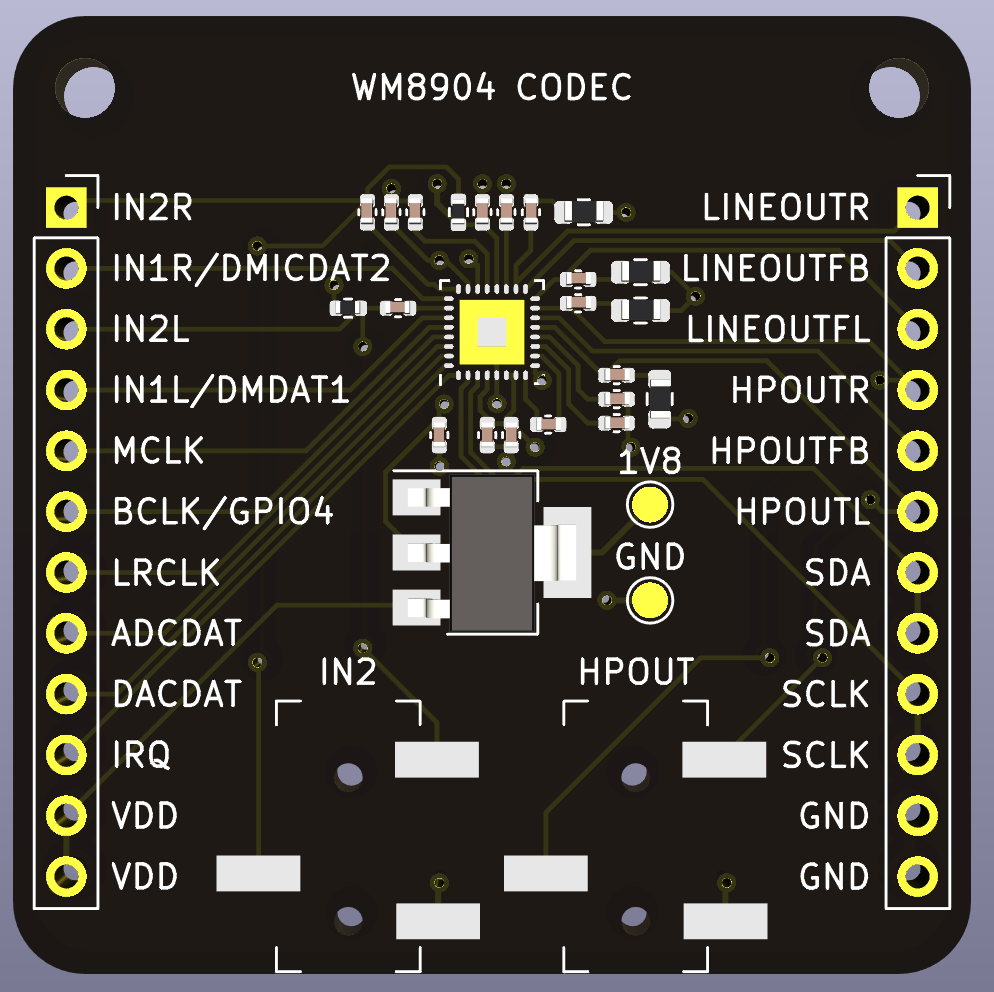 WM8904 CODEC
IN2R
LINEOUTR
IN1R/DMICDAT2
LINEOUTFB
IN2L
LINEOUTFL
IN1L/DMDAT1
HPOUTR
MCLK
HPOUTFB
1V8
BCLK/GPIO4
HPOUTL
GND
LRCLK
SDA
ADCDAT
SDA
IN2
HPOUT
DACDAT
SCLK
IRQ
SCLK
VDD
GND
VDD
GND